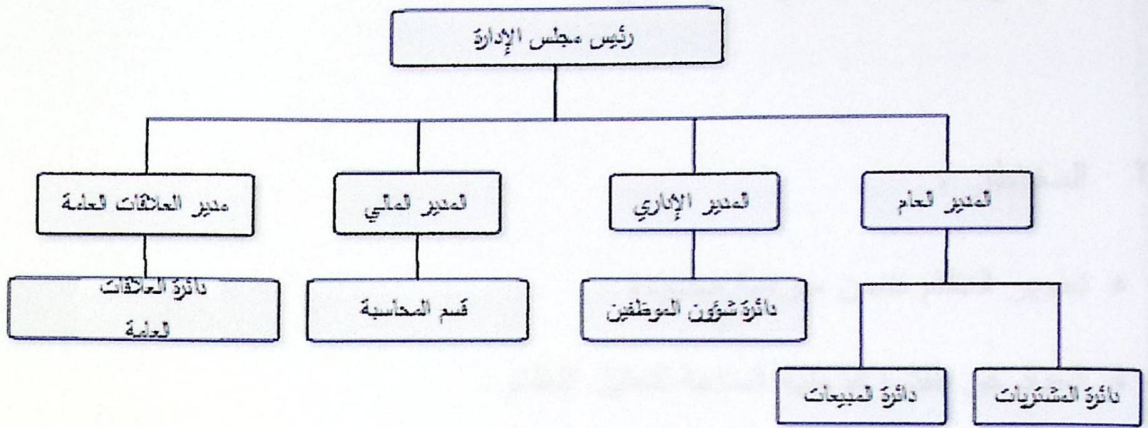 رئيس مجلس الإدارة
المدير العام
المدير الإداري
المدير المالي
مدير العلاقات العامة
دائرة شؤون الموظفين
قسم المحاسبة
دائرة العلاقات
العامة
دائرة المشتريات
دائرة المبيعات